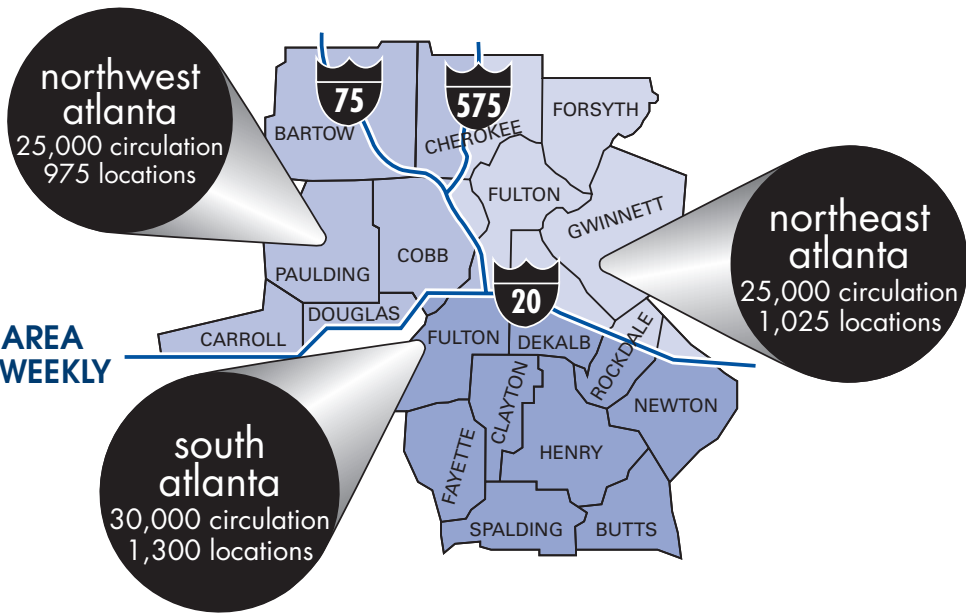 northwest
atlanta
25,000 circulation
975 locations
75
575
BARTOW
CHEROKEE
FORSYTH
FULTON
GWINNETT
northeast
atlanta
25,000 circulation
1,025 locations
COBB
PAULDING
20
DOUGLAS
CARROLL
FULTON
DEKALB
ROCKDALE
AREA
WEEKLY
NEWTON
CLAYTON
HENRY
FAYETTE
south
atlanta
30,000 circulation
1,300 locations
SPALDING
BUTTS